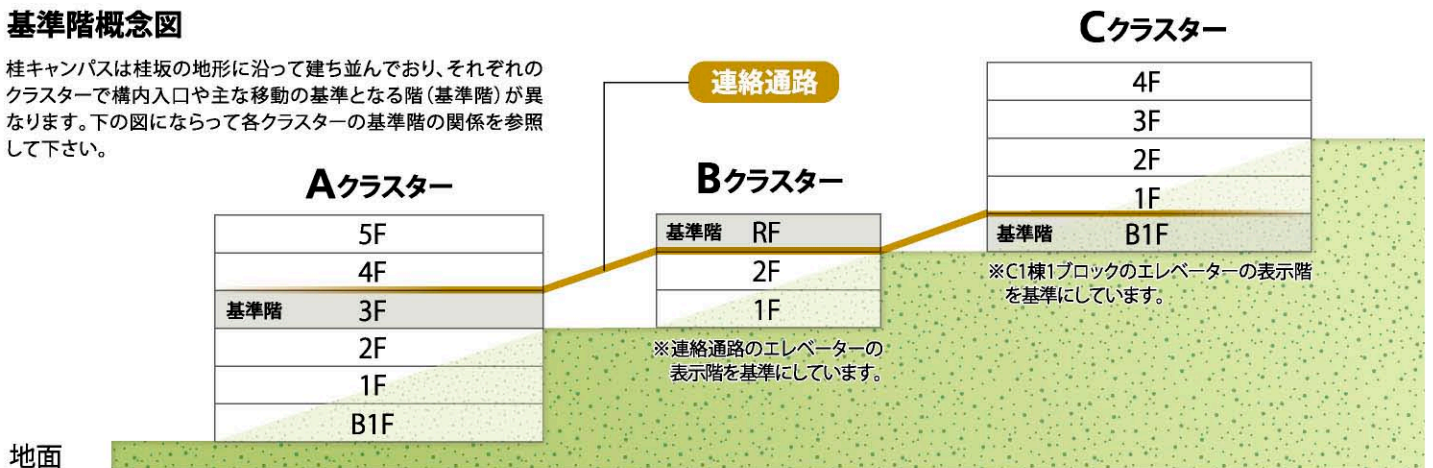 基準階概念図
桂キャンパスは桂坂の地形に沿って建ち並んでおり、それぞれの
クラスターで構内入口や主な移動の基準となる階(基準階)が異
なります。下の図にならって各クラスターの基準階の関係を参照
して下さい。
連絡通路
Aクラスター
5F
4F
基準階 3F
2F
1F
B1F
Bクラスター
基準階 RF
2F
1F
※連絡通路のエレベーターの
表示階を基準にしています。
Cクラスター
4F
3F
2F
1F
基準階 B1F
※C1棟1ブロックのエレベーターの表示階
を基準にしています。
地面